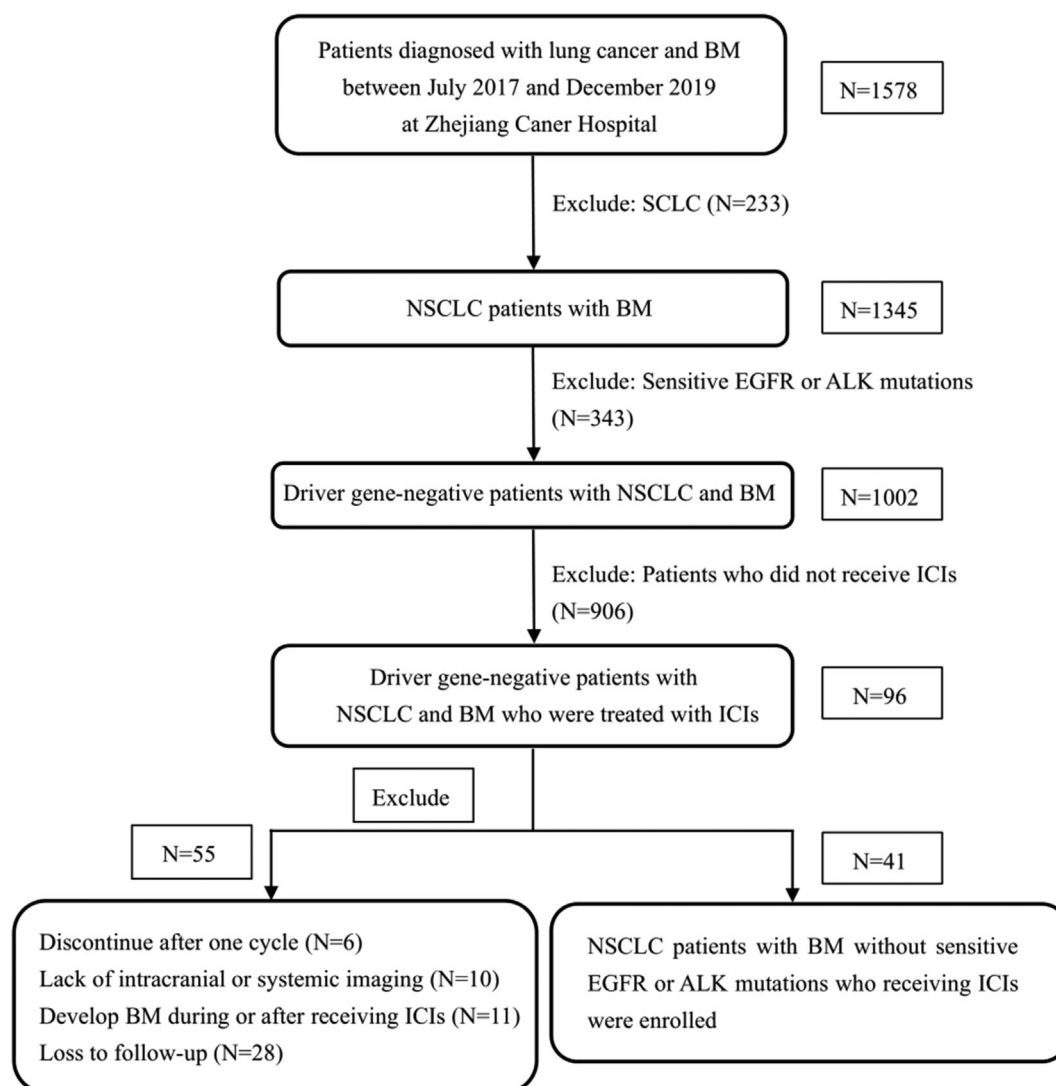 Patients diagnosed with lung cancer and BM
between July 2017 and December 2019
at Zhejiang Caner Hospital
N=1578
Exclude: SCLC (N=233)
NSCLC patients with BM
N=1345
Exclude: Sensitive EGFR or ALK mutations
(N=343)
Driver gene-negative patients with NSCLC and BM
N=1002
Exclude: Patients who did not receive ICIs
(N=906)
Driver gene-negative patients with
NSCLC and BM who were treated with ICIs
N=96
Exclude
N=55
N=41
Discontinue after one cycle (N=6)
Lack of intracranial or systemic imaging (N=10)
Develop BM during or after receiving ICIs (N=11)
Loss to follow-up (N=28)
NSCLC patients with BM without sensitive
EGFR or ALK mutations who receiving ICIs
were enrolled